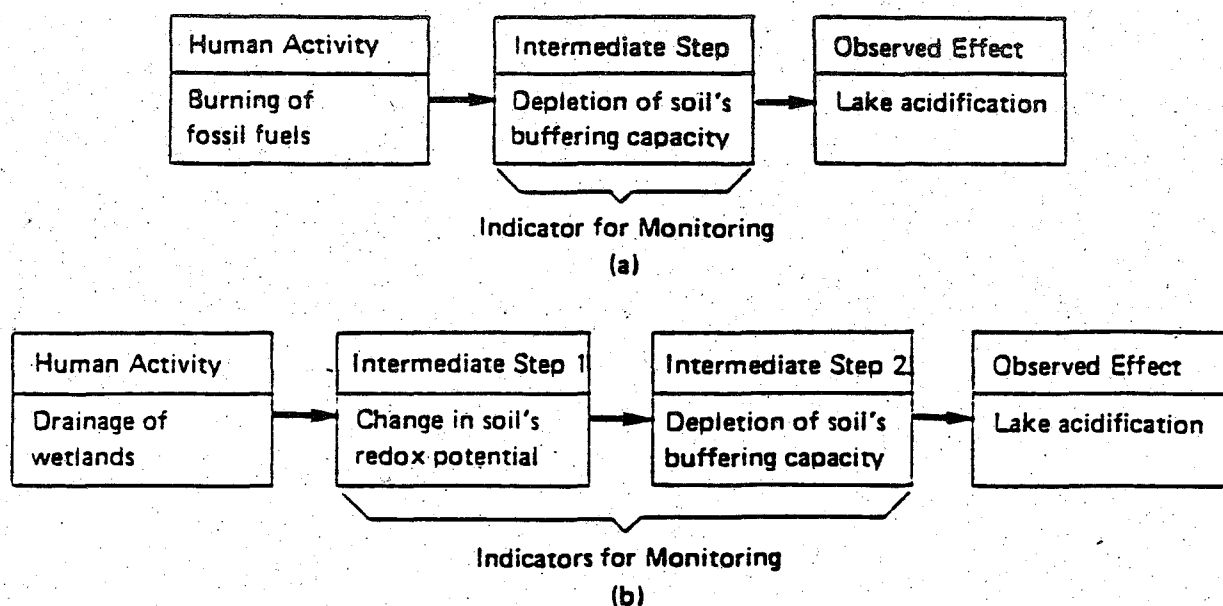 Human Activity
Intermediate Step
Observed Effect
Burning of
fossil fuels
Depletion of soil's
buffering capacity
Lake acidification
Indicator for Monitoring
(a)
Human Activity
Intermediate Step 1
Intermediate Step 2
Observed Effect
Drainage of
wetlands
Change in soil's
redox potential
Depletion of soil's
buffering capacity
Lake acidification
Indicators for Monitoring
(b)